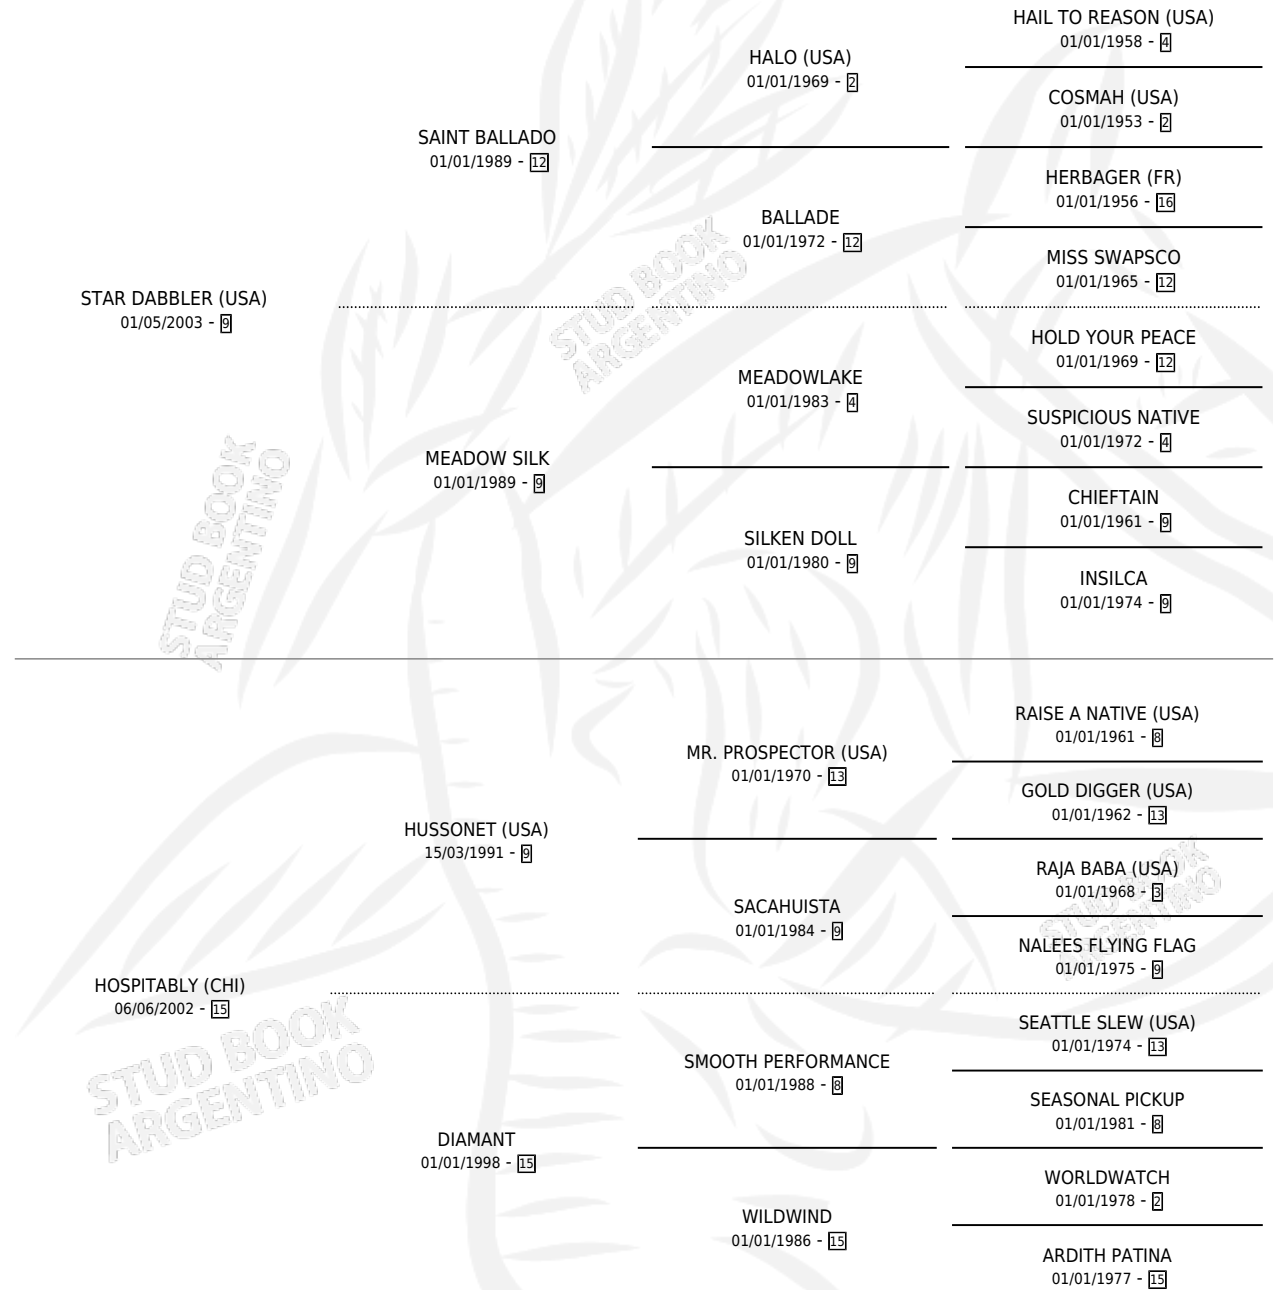 HAIL TO REASON (USA)
01/01/1958 - 4
HALO (USA)
01/01/1969 - 2
COSMAH (USA)
01/01/1953 - 2
SAINT BALLADO
01/01/1989 - 12
HERBAGER (FR)
01/01/1956 - 16
BALLADE
01/01/1972 - 12
MISS SWAPSCO
01/01/1965 - 12
STAR DABBLER (USA)
01/05/2003 - 9
HOLD YOUR PEACE
01/01/1969 - 12
MEADOWLAKE
01/01/1983 - 4
SUSPICIOUS NATIVE
01/01/1972 - 4
MEADOW SILK
01/01/1989 - 9
CHIEFTAIN
01/01/1961 - 9
SILKEN DOLL
01/01/1980 - 9
INSILCA
01/01/1974 - 9
STUD BOOK
ARGENTINO
STUD BOOK
ARGENTINO
RAISE A NATIVE (USA)
01/01/1961 - 8
MR. PROSPECTOR (USA)
01/01/1970 - 13
GOLD DIGGER (USA)
01/01/1962 - 13
HUSSONET (USA)
15/03/1991 - 9
RAJA BABA (USA)
01/01/1968 - 3
SACAHUISTA
01/01/1984 - 9
NALEES FLYING FLAG
01/01/1975 - 9
HOSPITABLY (CHI)
06/06/2002 - 15
SEATTLE SLEW (USA)
01/01/1974 - 13
SMOOTH PERFORMANCE
01/01/1988 - 8
SEASONAL PICKUP
01/01/1981 - 8
DIAMANT
01/01/1998 - 15
WORLDWATCH
01/01/1978 - 2
WILDWIND
01/01/1986 - 15
ARDITH PATINA
01/01/1977 - 15
STUD BOOK
ARGENTINO
STUD BOOK
ARGENTINO